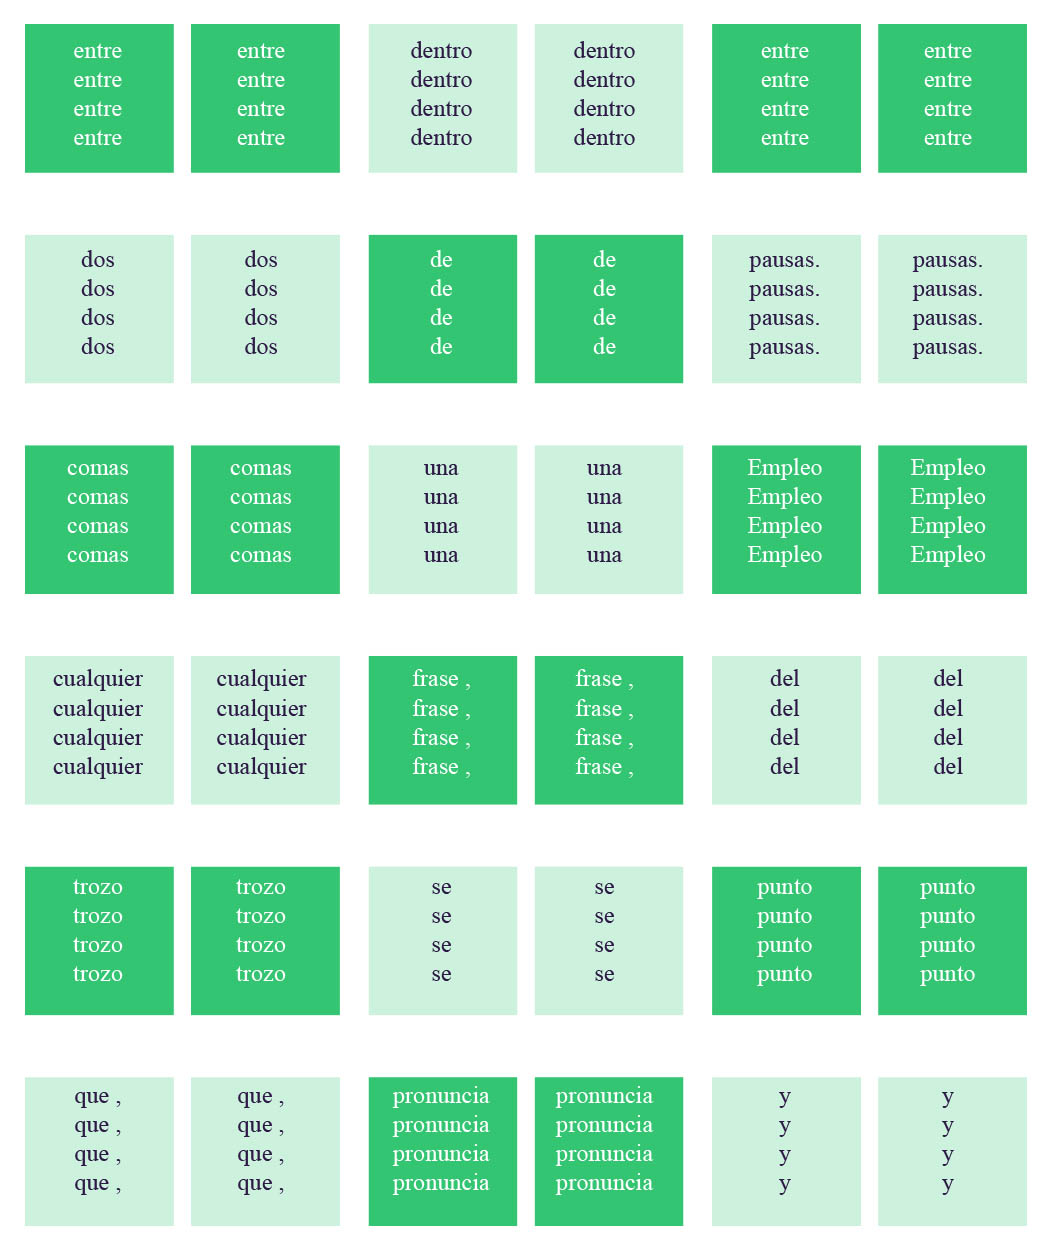 entre entre dentro dentro entre entre
entre entre dentro dentro entre entre
entre entre dentro dentro entre entre
entre entre dentro dentro entre entre
dos dos de de pausas. pausas.
dos dos de de pausas. pausas.
dos dos de de pausas. pausas.
dos dos de de pausas. pausas.
comas comas una una Empleo Empleo
comas comas una una Empleo Empleo
comas comas una una Empleo Empleo
comas comas una una Empleo Empleo
cualquier cualquier frase , frase , del del
cualquier cualquier frase , frase , del del
cualquier cualquier frase , frase , del del
cualquier cualquier frase , frase , del del
trozo trozo se se punto punto
trozo trozo se se punto punto
trozo trozo se se punto punto
trozo trozo se se punto punto
que , que , pronuncia pronuncia y y
que , que , pronuncia pronuncia y y
que , que , pronuncia pronuncia y y
que , que , pronuncia pronuncia y y